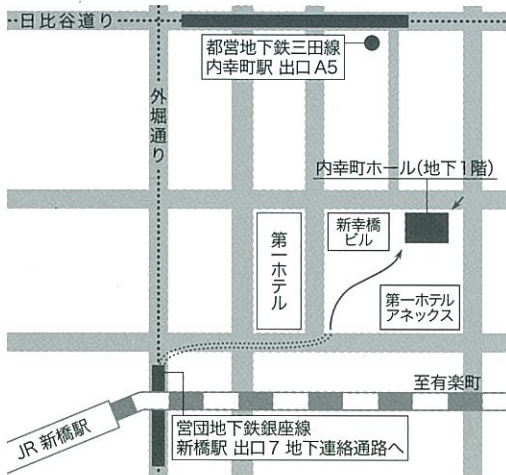 日比谷通り
都営地下鉄三田線
内幸町駅 出口A5
外堀通り
内幸町ホール(地下1階)
新幸橋
ビル
第一ホテル
第一ホテル
アネックス
至有楽町
営団地下鉄銀座線
新橋駅 出口7 地下連絡通路へ
JR 新橋駅